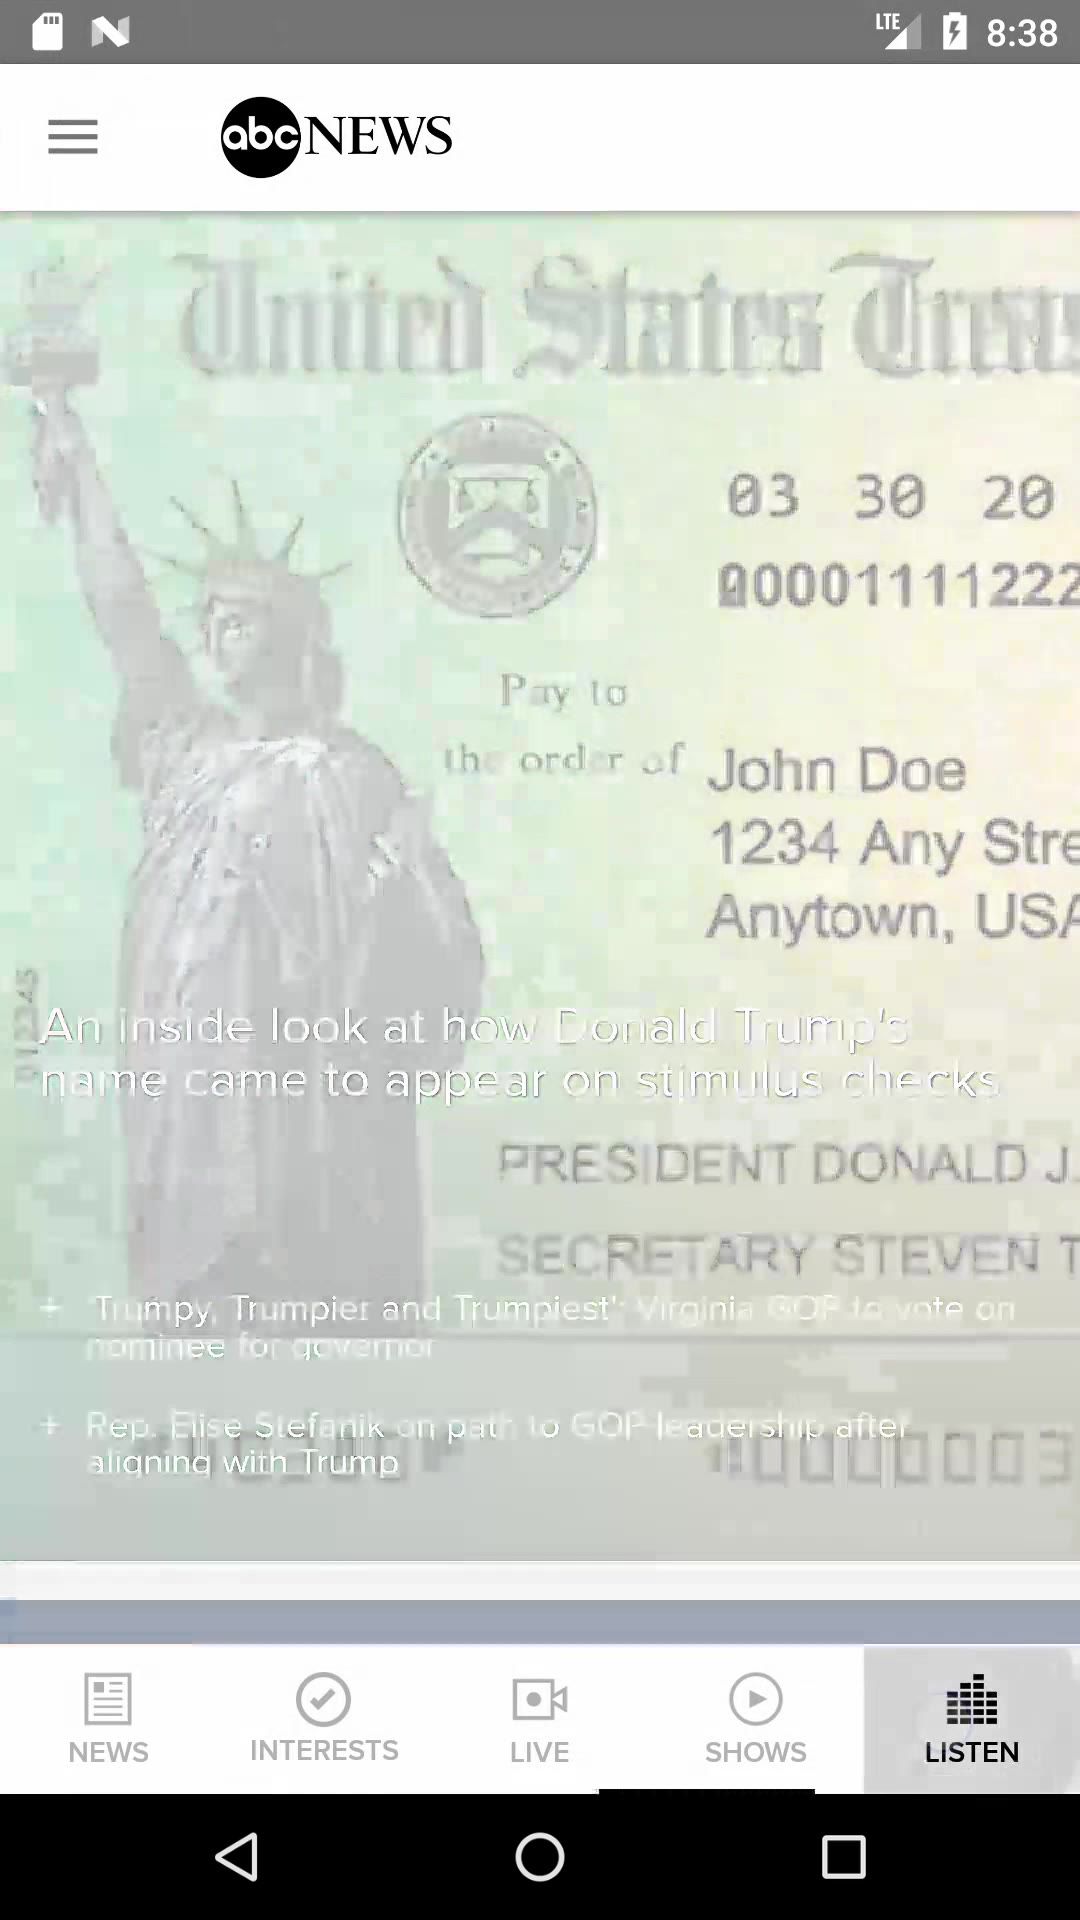 LTE 8:38
abc NEWS
United States Treas
03 30 20
00001111222
Pay to
the order of John Doe
1234 Any Stre
Anytown, USA
An inside look at how Donald Trump's
name came to appear on stimulus checks
PRESIDENT DONALD J.
SECRETARY STEVEN T
+ 'Trumpy, Trumpier and Trumpiest': Virginia GOP to vote on
nominee for governor
+ Rep. Elise Stefanik on path to GOP leadership after
aligning with Trump
NEWS INTERESTS LIVE SHOWS LISTEN